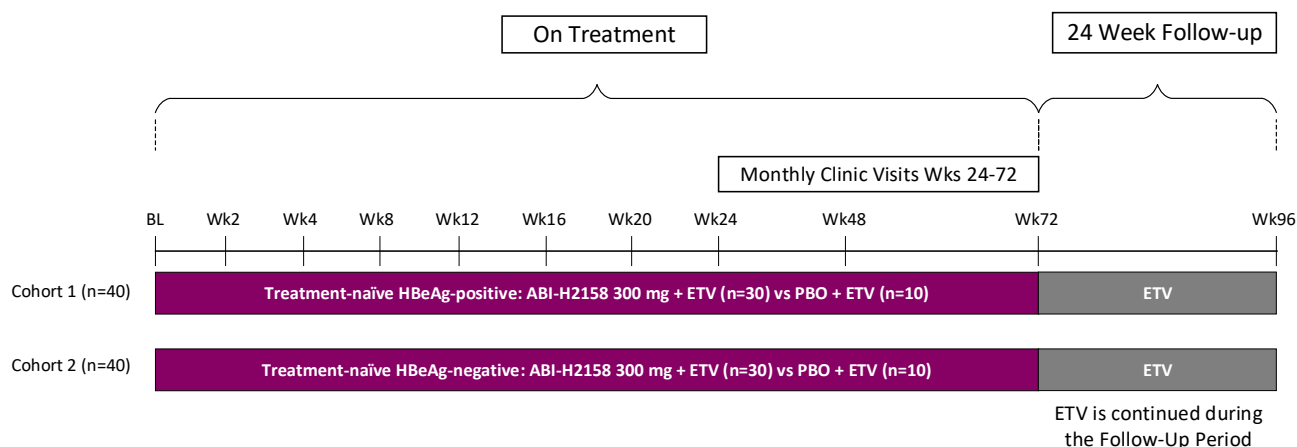 On Treatment
24 Week Follow-up
Monthly Clinic Visits Wks 24-72
BL Wk2 Wk4 Wk8 Wk12 Wk16 Wk20 Wk24 Wk48 Wk72 Wk96
Cohort 1 (n=40) Treatment-naïve HBeAg-positive: ABI-H2158 300 mg + ETV (n=30) vs PBO + ETV (n=10) ETV
Cohort 2 (n=40) Treatment-naïve HBeAg-negative: ABI-H2158 300 mg + ETV (n=30) vs PBO + ETV (n=10) ETV
ETV is continued during
the Follow-Up Period